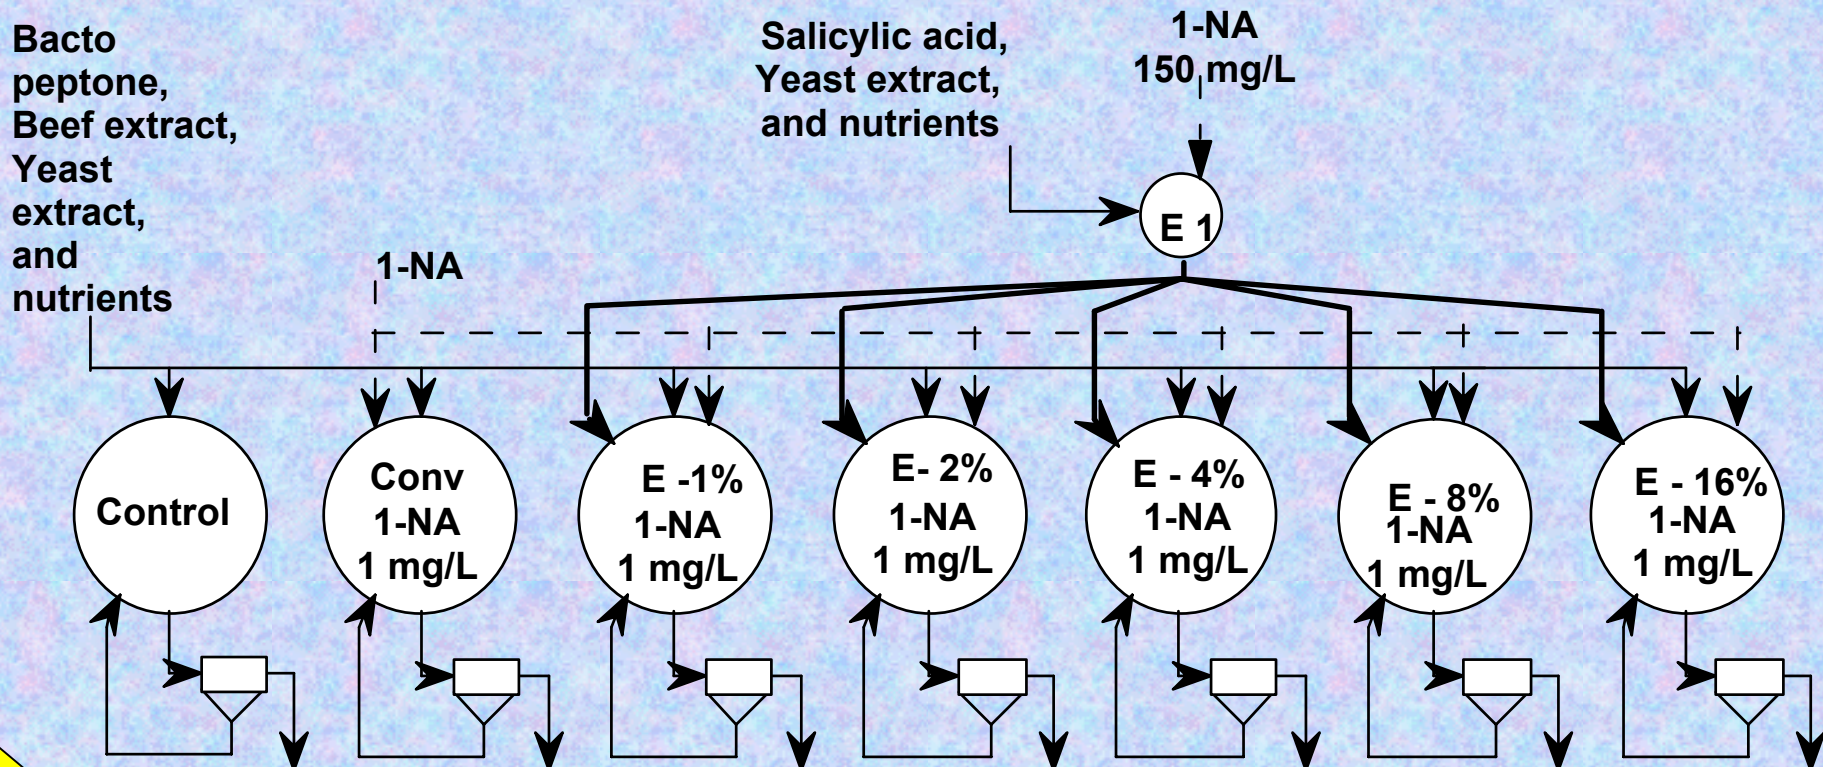 Bacto
peptone,
Beef extract,
Yeast
extract,
and
nutrients
Salicylic acid,
Yeast extract,
and nutrients
1-NA
150 mg/L
E 1
1-NA
Control
Conv
1-NA
1 mg/L
E -1%
1-NA
1 mg/L
E- 2%
1-NA
1 mg/L
E - 4%
1-NA
1 mg/L
E - 8%
1-NA
1 mg/L
E - 16%
1-NA
1 mg/L